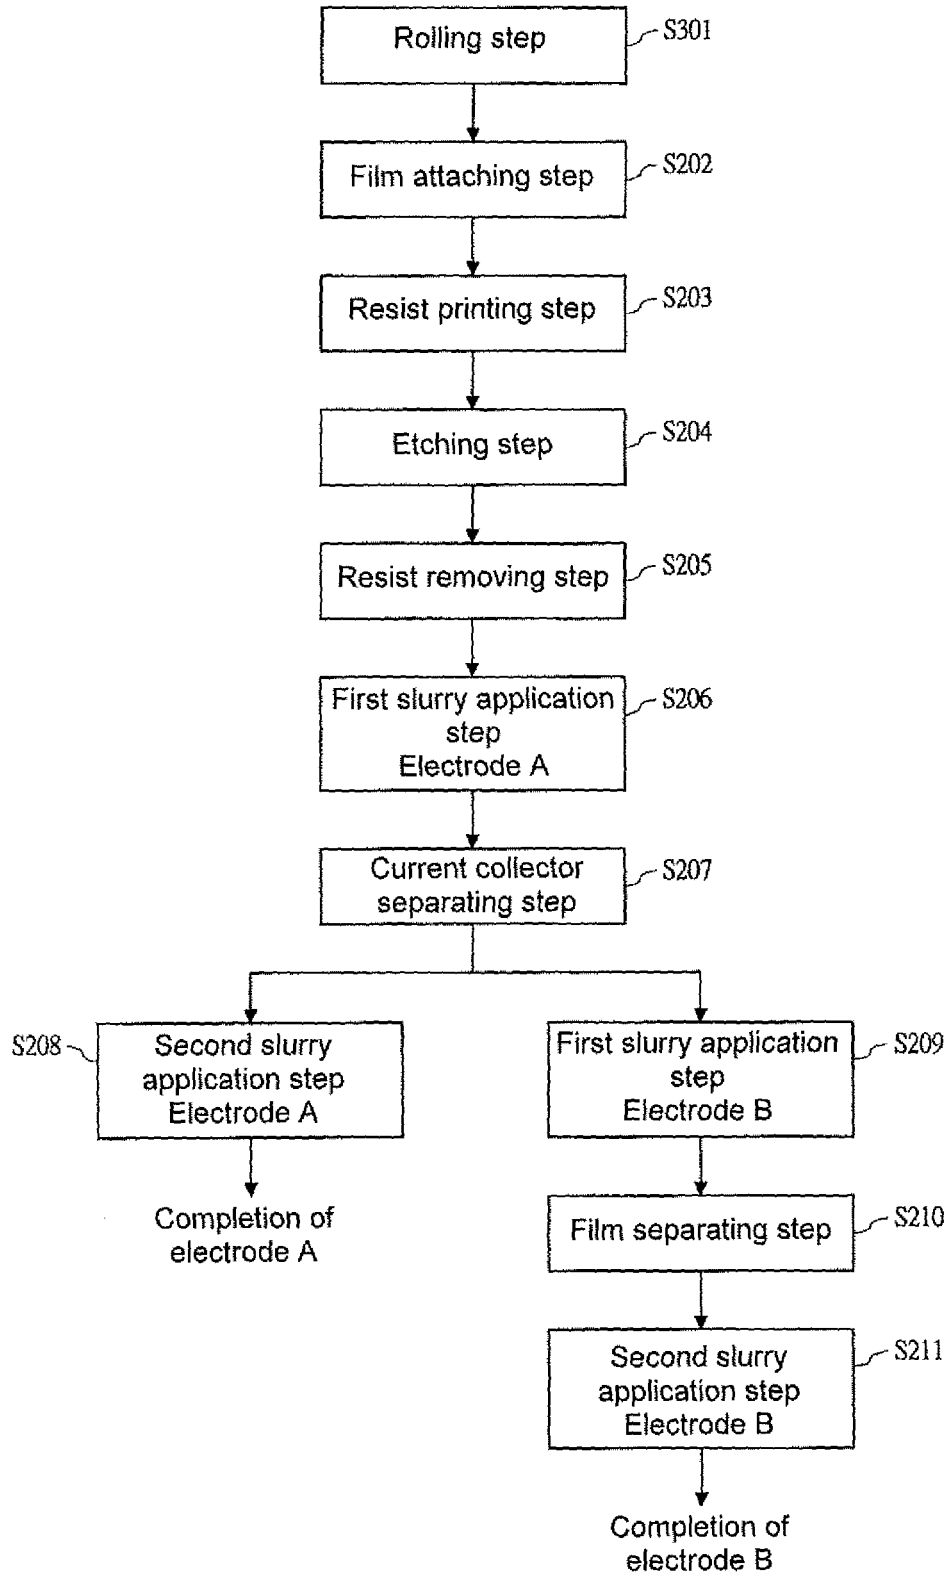 Rolling step
S301
Film attaching step
S202
Resist printing step
S203
Etching step
S204
Resist removing step
S205
First slurry application
step
Electrode A
S206
Current collector
separating step
S207
S208
Second slurry
application step
Electrode A
Completion of
electrode A
First slurry application
step
Electrode B
S209
Film separating step
S210
Second slurry
application step
Electrode B
S211
Completion of
electrode B